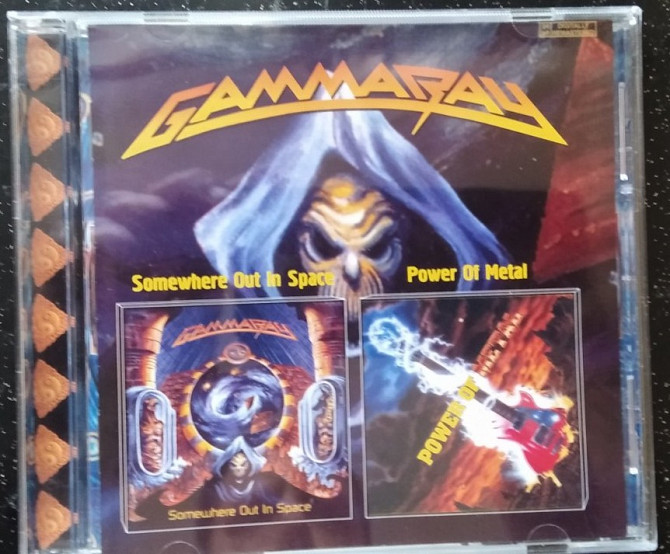 GAMMARAY
Somewhere Out In Space
Power Of Metal
GAMMARAY
POWER OF
Somewhere Out In Space